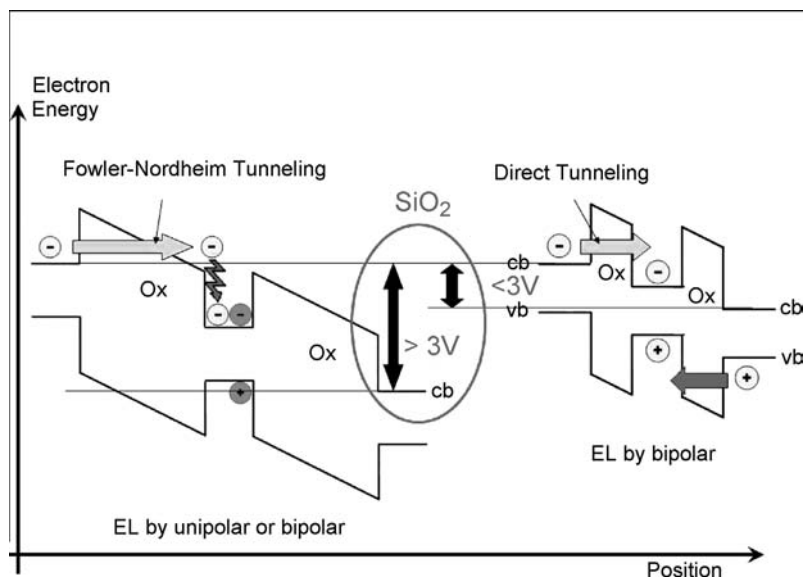 Electron
Energy
Fowler-Nordheim Tunneling
Direct Tunneling
SiO2
cb
<3V
vb
Ox
Ox
> 3V
cb
Ox
Ox
cb
vb
EL by bipolar
EL by unipolar or bipolar
Position